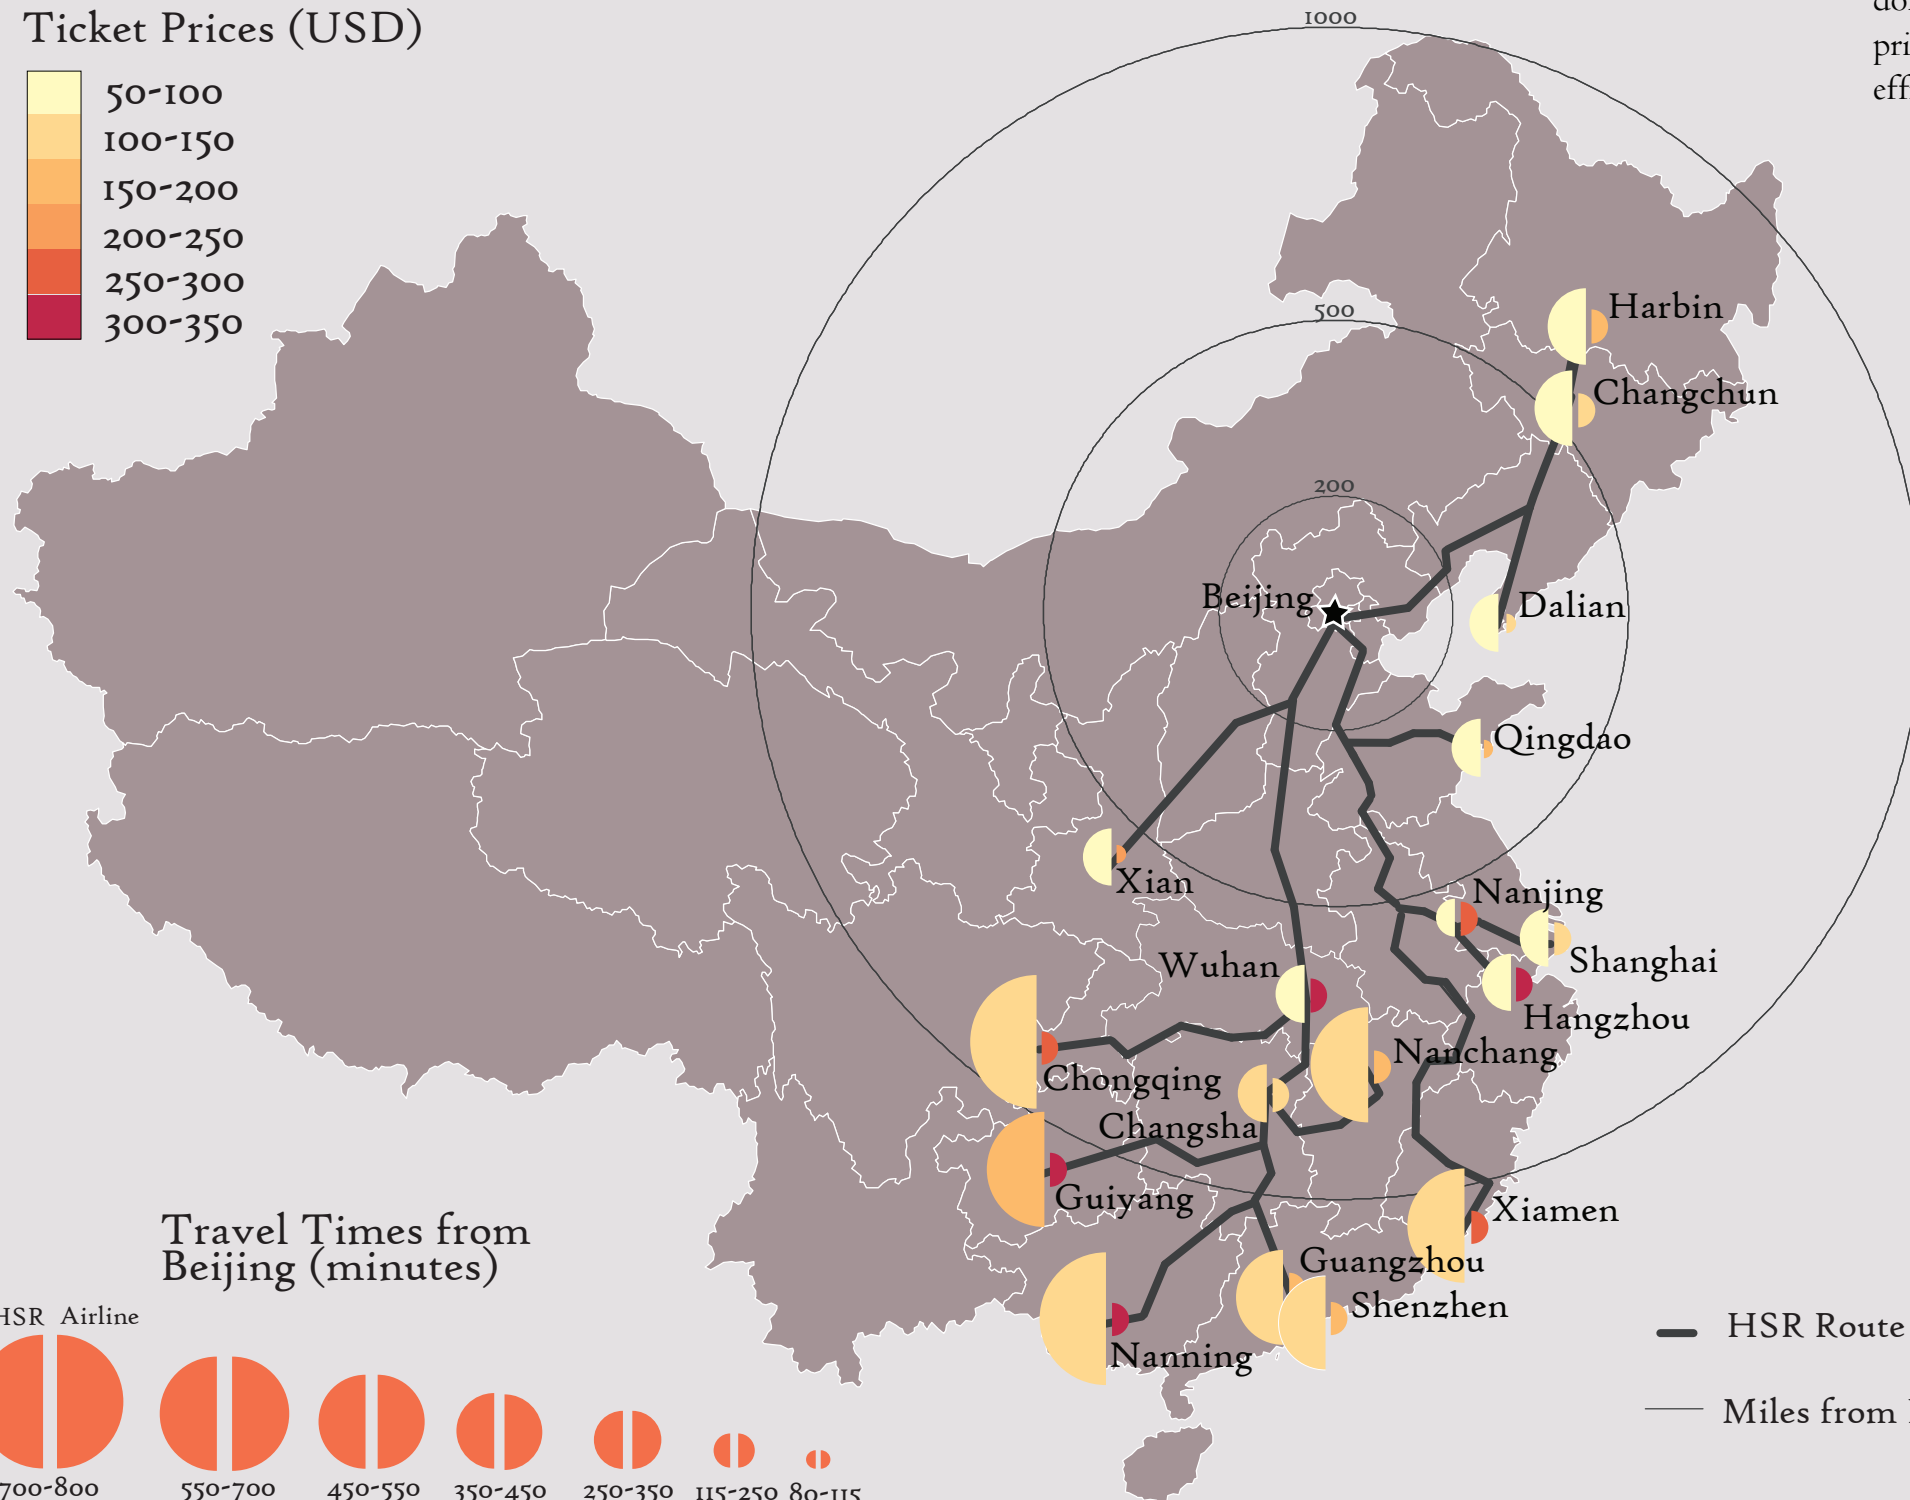 Ticket Prices (USD)
50-100
100-150
150-200
200-250
250-300
300-350
1000
500
200
Harbin
Changchun
Beijing
Dalian
Qingdao
Xian
Nanjing
Shanghai
Wuhan
Hangzhou
Nanchang
Chongqing
Changsha
Guiyang
Xiamen
Guangzhou
Shenzhen
Nanning
Travel Times from
Beijing (minutes)
HSR Airline
700-800
550-700
450-550
350-450
250-350
115-250
80-115
HSR Route
Miles from